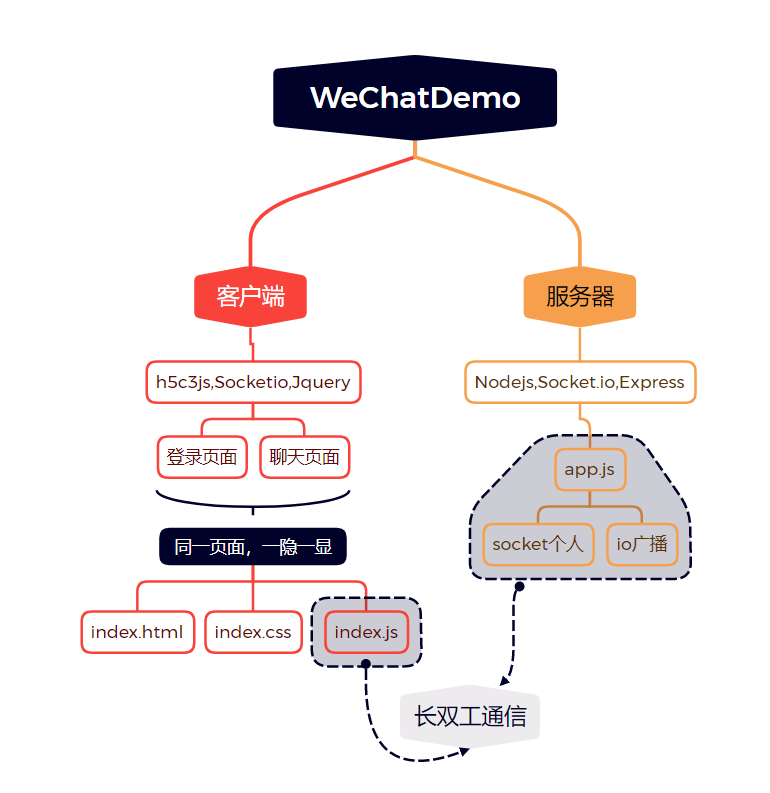 WeChatDemo
客户端
服务器
h5c3js,Socketio,Jquery
Nodejs,Socket.io,Express
登录页面
聊天页面
app.js
socket个人
io广播
同一页面，一隐一显
index.html
index.css
index.js
长双工通信